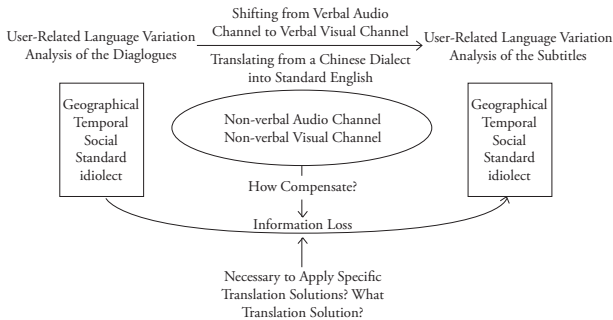 Shifting from Verbal Audio
Channel to Verbal Visual Channel
User-Related Language Variation
Analysis of the Diaglogues
User-Related Language Variation
Analysis of the Subtitles
Translating from a Chinese Dialect
into Standard English
Geographical
Temporal
Social
Standard
idiolect
Non-verbal Audio Channel
Non-verbal Visual Channel
Geographical
Temporal
Social
Standard
idiolect
How Compensate?
Information Loss
Necessary to Apply Specific
Translation Solutions? What
Translation Solution?